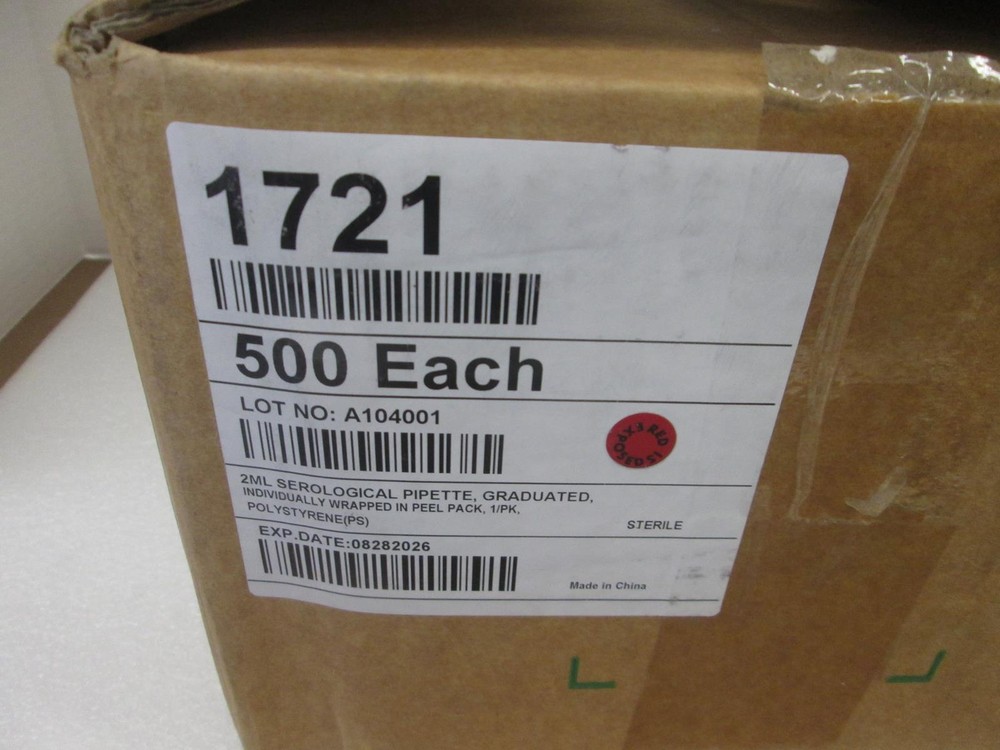 1721
500 Each
LOT NO: A104001
2ML SEROLOGICAL PIPETTE, GRADUATED,
INDIVIDUALLY WRAPPED IN PEEL PACK, 1/PK,
POLYSTYRENE(PS)
STERILE
EXP.DATE:08282026
Made in China